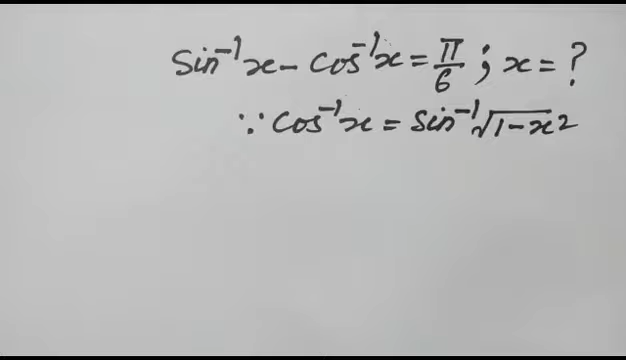 Sin⁻¹x − Cos⁻¹x = π/6 ; x = ?
∵ Cos⁻¹x = Sin⁻¹√1−x²